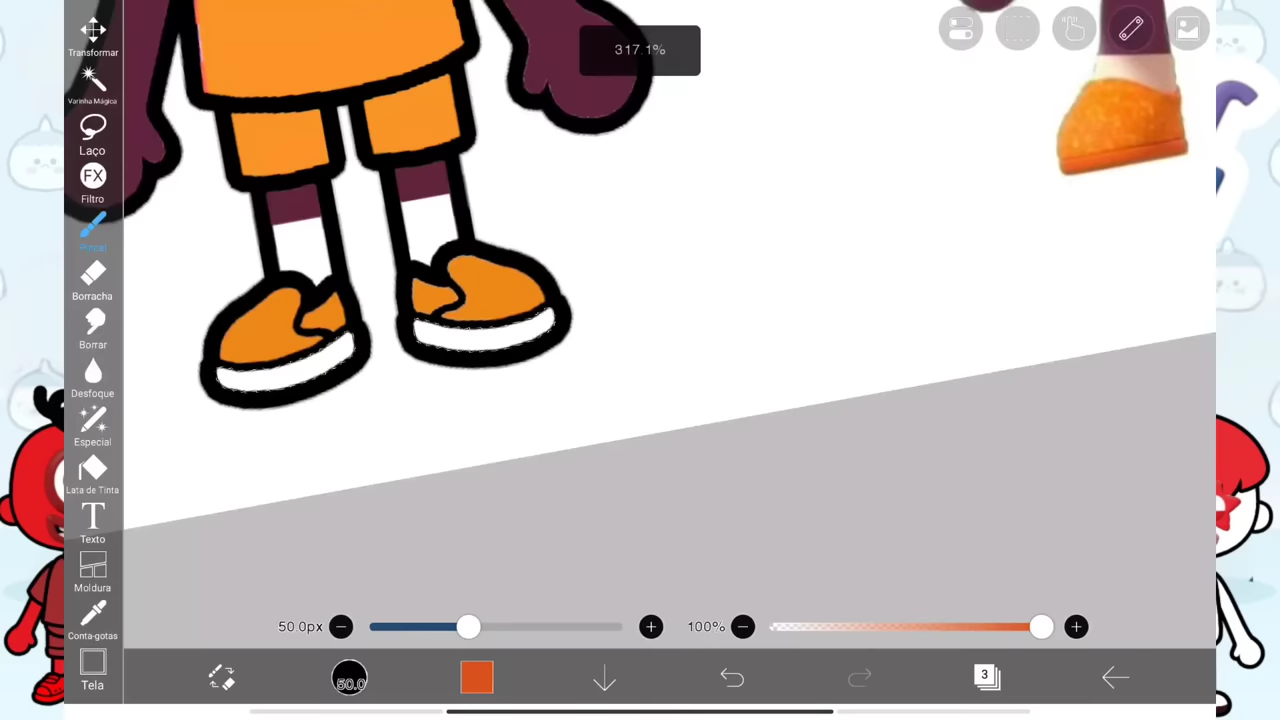 317.1%
Transformar
Varinha Mágica
Laço
FX
Filtro
Pincel
Borracha
Borrar
Desfoque
Especial
Lata de Tinta
T
Texto
Moldura
Conta-gotas
Tela
50.0px
100%
50.0
3